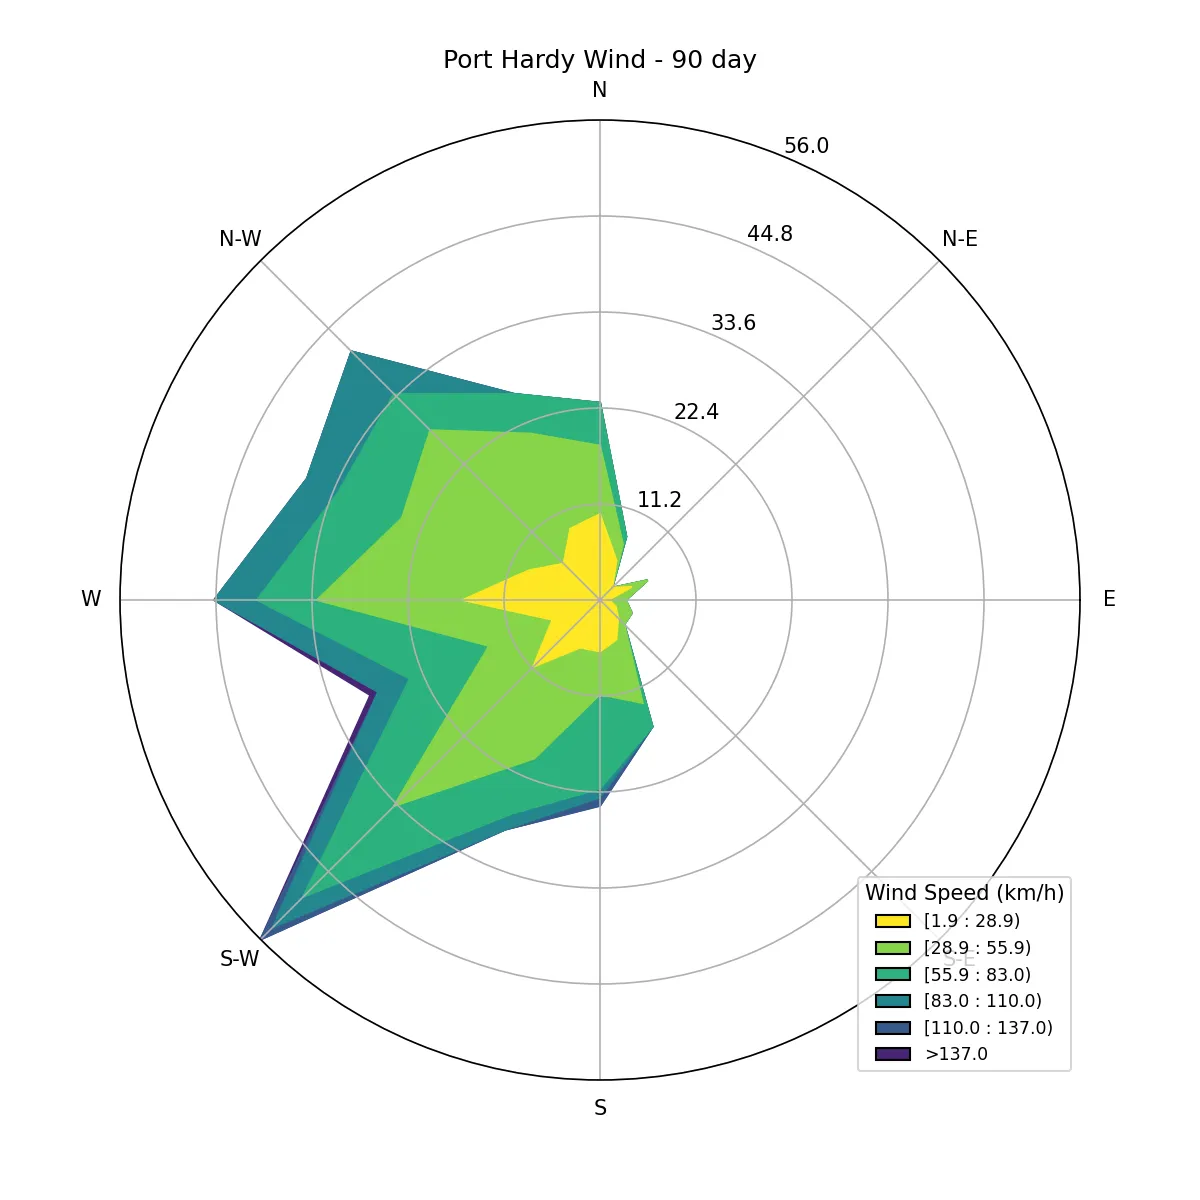 Port Hardy Wind - 90 day
N
56.0
44.8
N-W
N-E
33.6
22.4
11.2
W
E
S-W
S-E
S
Wind Speed (km/h)
[1.9 : 28.9)
[28.9 : 55.9)
[55.9 : 83.0)
[83.0 : 110.0)
[110.0 : 137.0)
>137.0